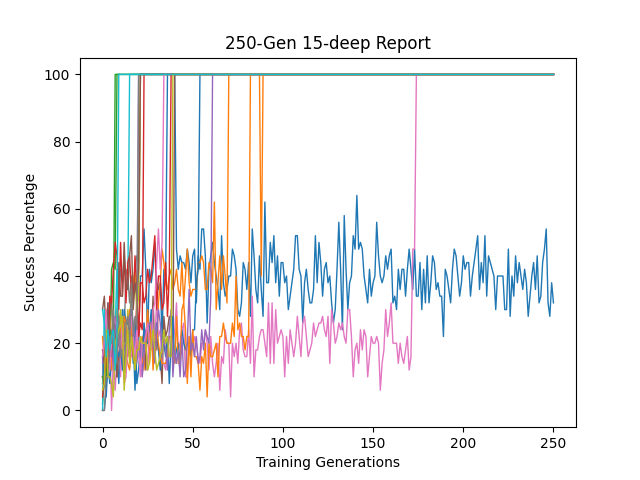 250-Gen 15-deep Report
100
80
60
40
20
0
Success Percentage
0 50 100 150 200 250
Training Generations